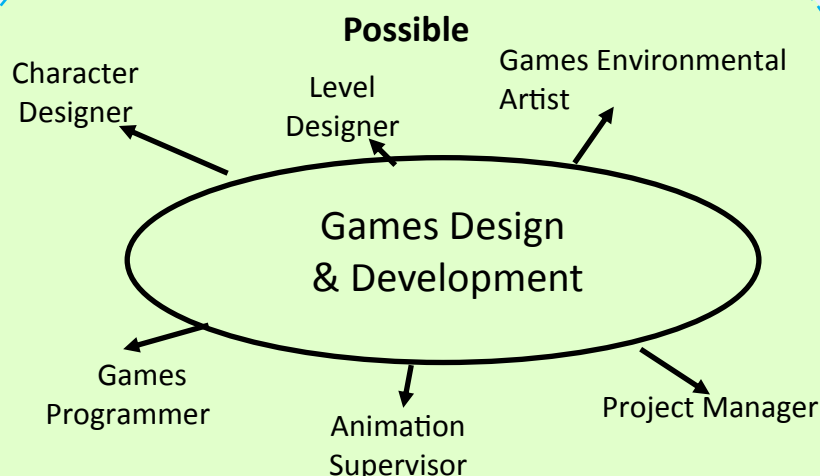 Possible
Character
Designer
Level
Designer
Games Environmental
Artist
Games Design
& Development
Games
Programmer
Animation
Supervisor
Project Manager